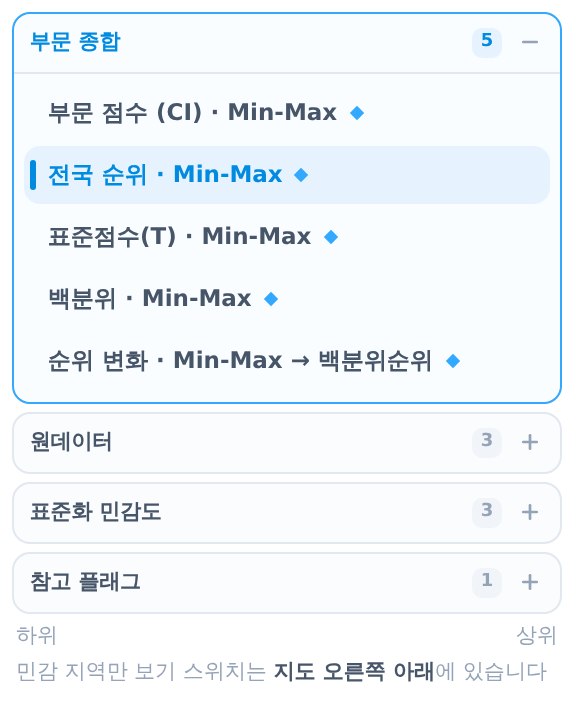 부문 종합 5 −
부문 점수 (CI) · Min-Max ◆
전국 순위 · Min-Max ◆
표준점수(T) · Min-Max ◆
백분위 · Min-Max ◆
순위 변화 · Min-Max → 백분위순위 ◆
원데이터 3 +
표준화 민감도 3 +
참고 플래그 1 +
하위 상위
민감 지역만 보기 스위치는 지도 오른쪽 아래에 있습니다